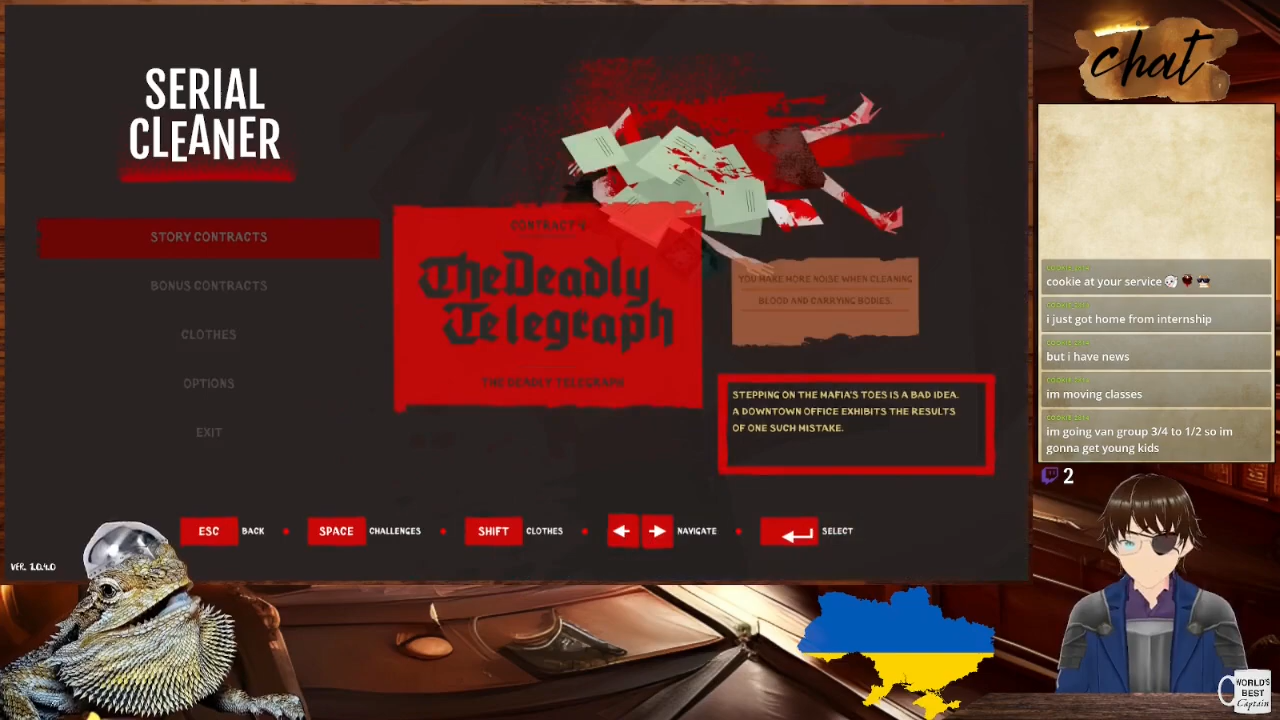 SERIAL
CLEANER
STORY CONTRACTS
BONUS CONTRACTS
CLOTHES
OPTIONS
EXIT
CONTRACT 9
The Deadly
Telegraph
THE DEADLY TELEGRAPH
YOU MAKE MORE NOISE WHEN CLEANING
BLOOD AND CARRYING BODIES.
STEPPING ON THE MAFIA'S TOES IS A BAD IDEA.
A DOWNTOWN OFFICE EXHIBITS THE RESULTS
OF ONE SUCH MISTAKE.
ESC BACK SPACE CHALLENGES SHIFT CLOTHES NAVIGATE SELECT
VER. 1.0.4.0
chat
cookie at your service
i just got home from internship
but i have news
im moving classes
im going van group 3/4 to 1/2 so im
gonna get young kids
2
WORLD'S
BEST
Captain